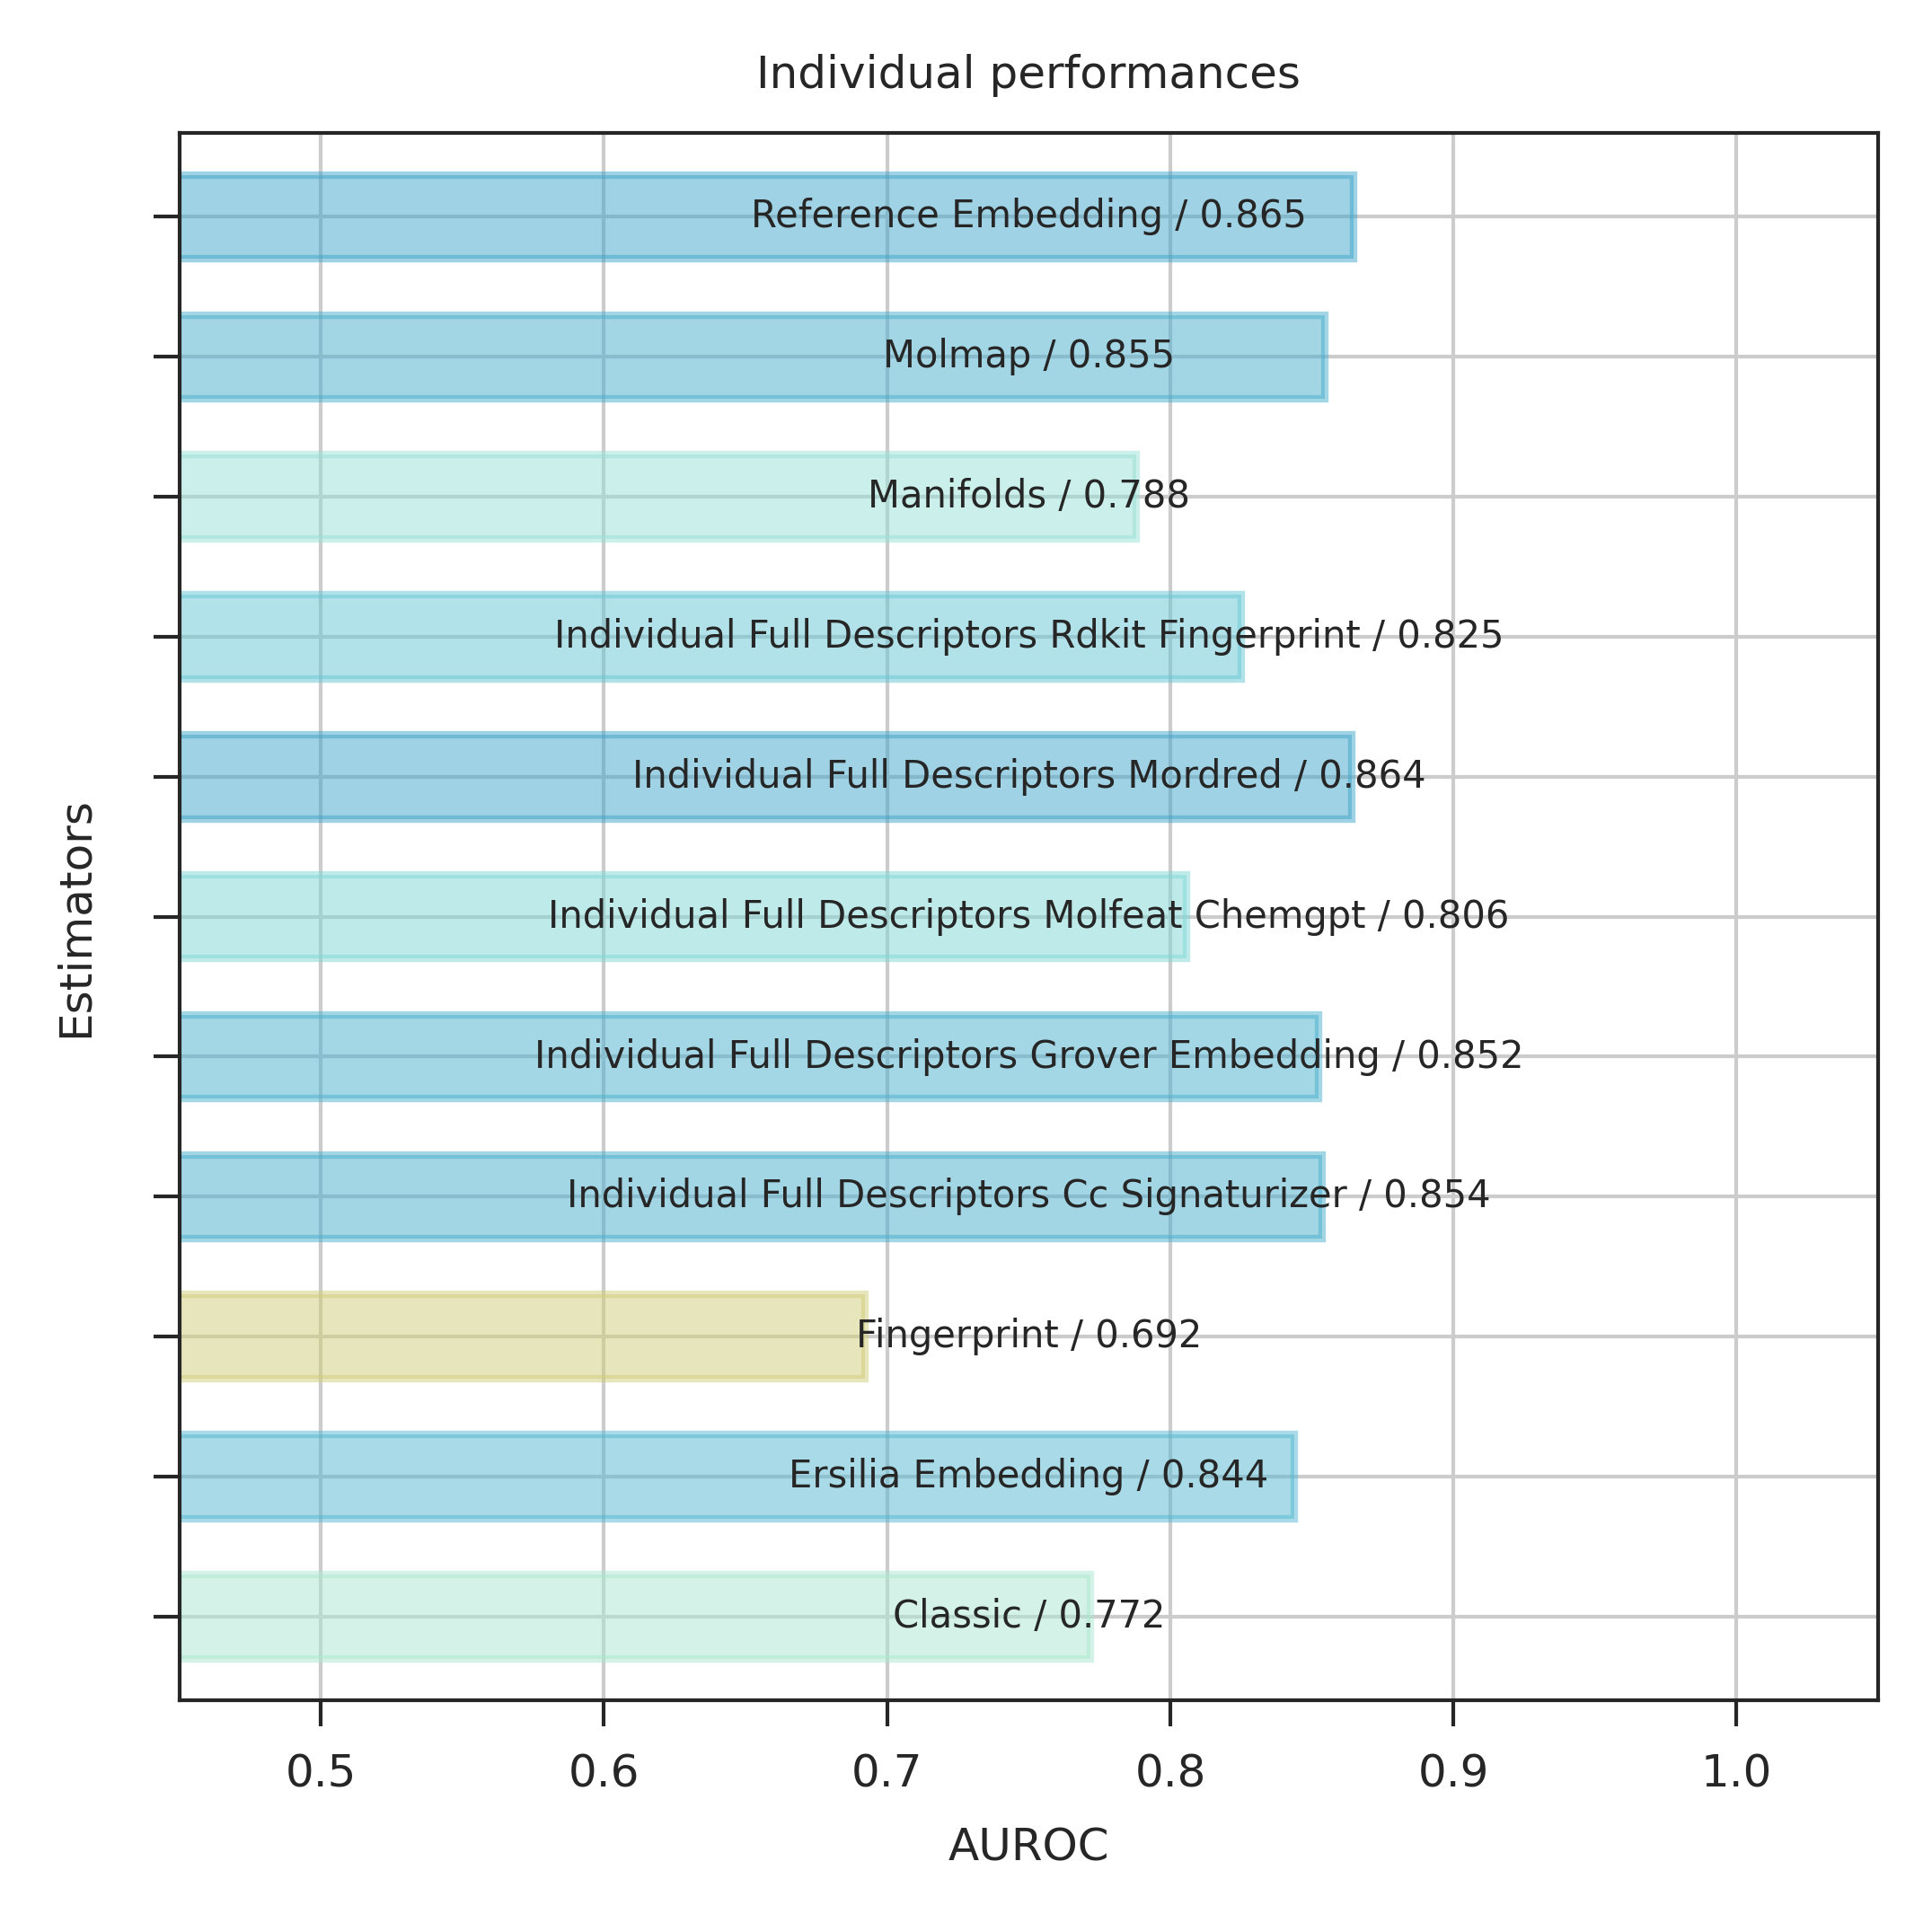 Individual performances
Reference Embedding / 0.865
Molmap / 0.855
Manifolds / 0.788
Individual Full Descriptors Rdkit Fingerprint / 0.825
Individual Full Descriptors Mordred / 0.864
Individual Full Descriptors Molfeat Chemgpt / 0.806
Individual Full Descriptors Grover Embedding / 0.852
Individual Full Descriptors Cc Signaturizer / 0.854
Fingerprint / 0.692
Ersilia Embedding / 0.844
Classic / 0.772
Estimators
0.5 0.6 0.7 0.8 0.9 1.0
AUROC